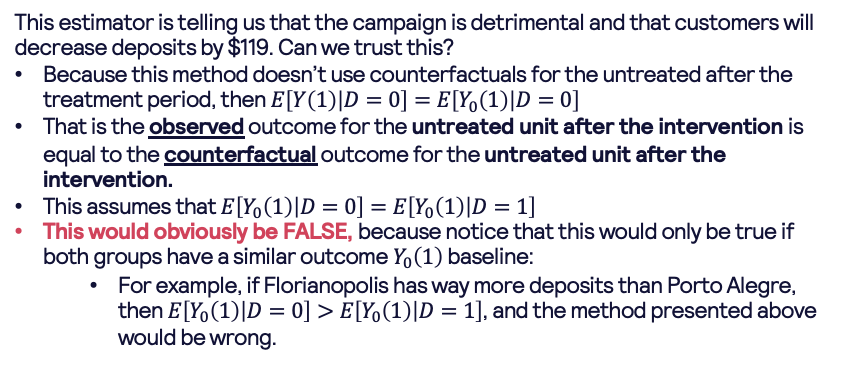 This estimator is telling us that the campaign is detrimental and that customers will
decrease deposits by $119. Can we trust this?
• Because this method doesn't use counterfactuals for the untreated after the
treatment period, then E[Y(1)|D = 0] = E[Y₀(1)|D = 0]
• That is the observed outcome for the untreated unit after the intervention is
equal to the counterfactual outcome for the untreated unit after the
intervention.
• This assumes that E[Y₀(1)|D = 0] = E[Y₀(1)|D = 1]
• This would obviously be FALSE, because notice that this would only be true if
both groups have a similar outcome Y₀(1) baseline:
• For example, if Florianopolis has way more deposits than Porto Alegre,
then E[Y₀(1)|D = 0] > E[Y₀(1)|D = 1], and the method presented above
would be wrong.